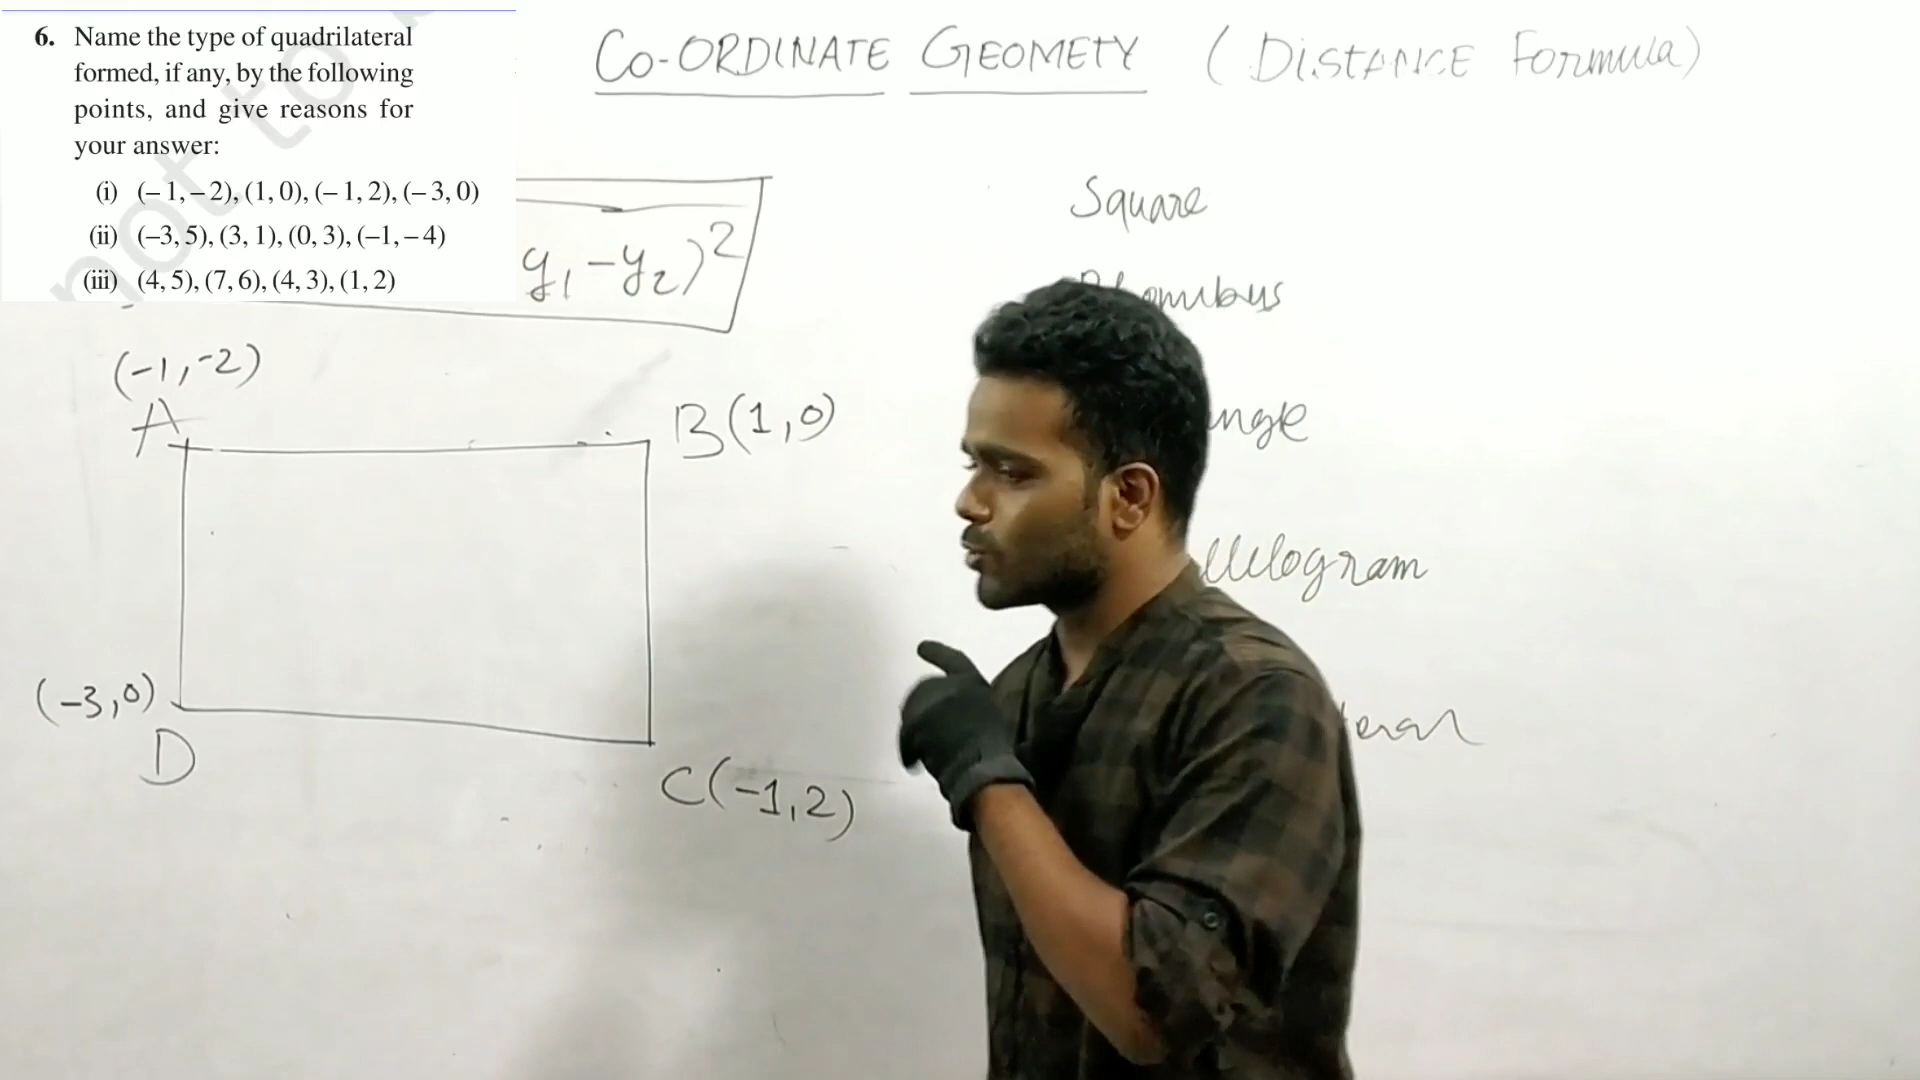 6. Name the type of quadrilateral
formed, if any, by the following
points, and give reasons for
your answer:
(i) (– 1, – 2), (1, 0), (– 1, 2), (– 3, 0)
(ii) (–3, 5), (3, 1), (0, 3), (–1, – 4)
(iii) (4, 5), (7, 6), (4, 3), (1, 2)
not to
CO-ORDINATE GEOMETY (DISTANCE Formula)
y₁-y₂)²
Square
(-1,-2)
A
B(1,0)
(-3,0)
D
C(-1,2)